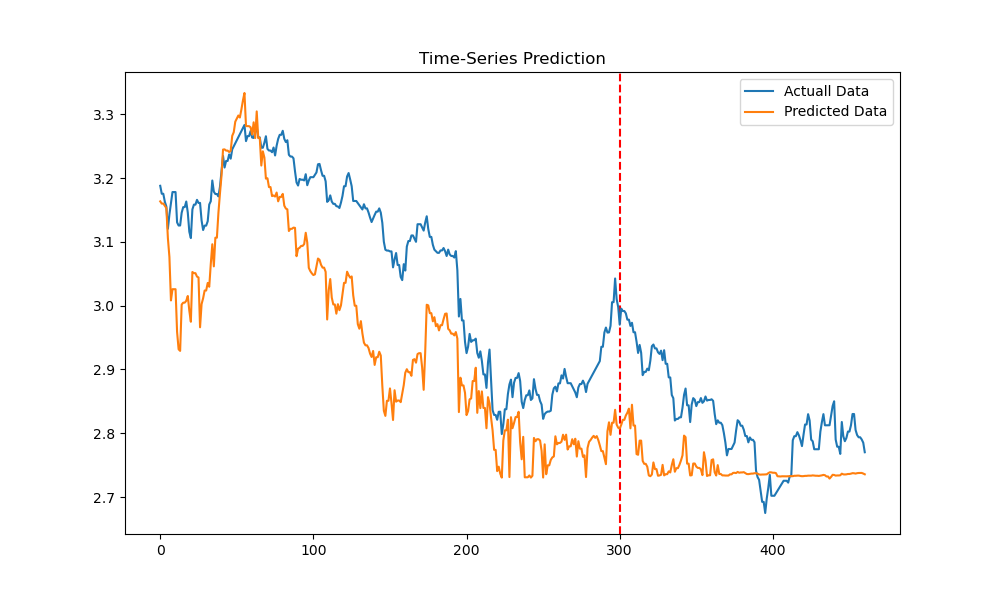 Time-Series Prediction
Actuall Data
Predicted Data
3.3
3.2
3.1
3.0
2.9
2.8
2.7
0 100 200 300 400